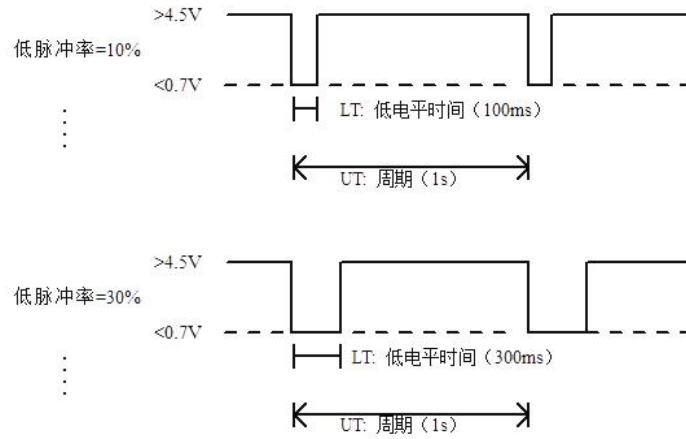 >4.5V
低脉冲率=10%
<0.7V
LT: 低电平时间（100ms）
UT: 周期（1s）
>4.5V
低脉冲率=30%
<0.7V
LT: 低电平时间（300ms）
UT: 周期（1s）